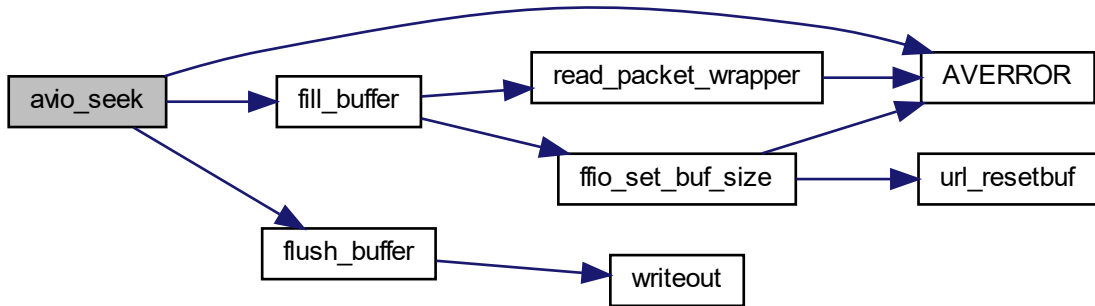 avio_seek
fill_buffer
read_packet_wrapper
AVERROR
ffio_set_buf_size
url_resetbuf
flush_buffer
writeout